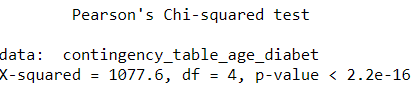 Pearson's Chi-squared test
data:  contingency_table_age_diabet
X-squared = 1077.6, df = 4, p-value < 2.2e-16